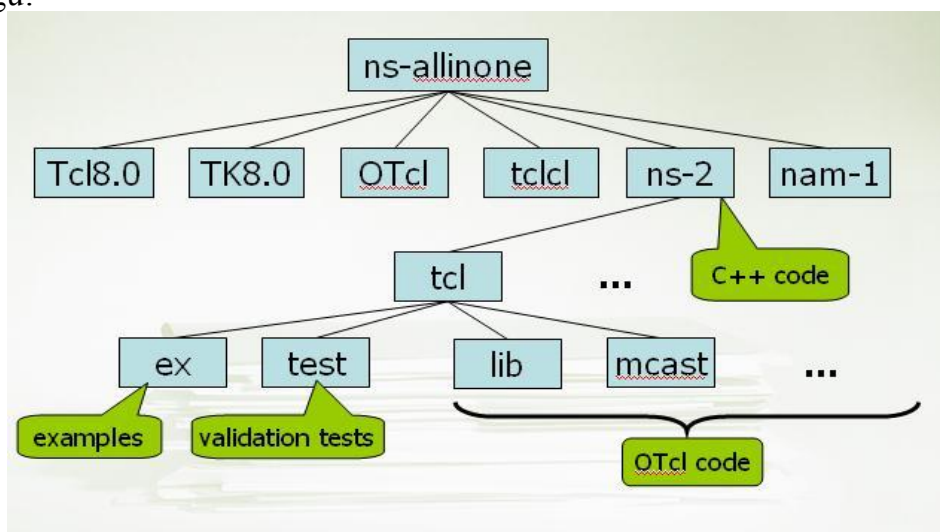 ns-allinone
Tcl8.0 TK8.0 OTcl tclcl ns-2 nam-1
tcl ... C++ code
ex test lib mcast ...
examples validation tests
OTcl code